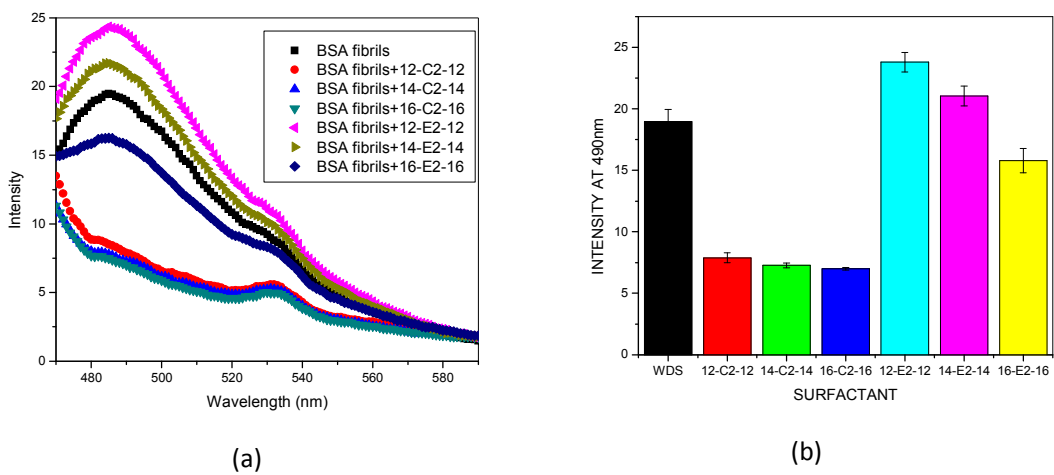 25
20
15
10
5
0
Intensity
480 500 520 540 560 580
Wavelength (nm)
BSA fibrils
BSA fibrils+12-C2-12
BSA fibrils+14-C2-14
BSA fibrils+16-C2-16
BSA fibrils+12-E2-12
BSA fibrils+14-E2-14
BSA fibrils+16-E2-16
(a)
25
20
15
10
5
0
INTENSITY AT 490nm
WDS 12-C2-12 14-C2-14 16-C2-16 12-E2-12 14-E2-14 16-E2-16
SURFACTANT
(b)